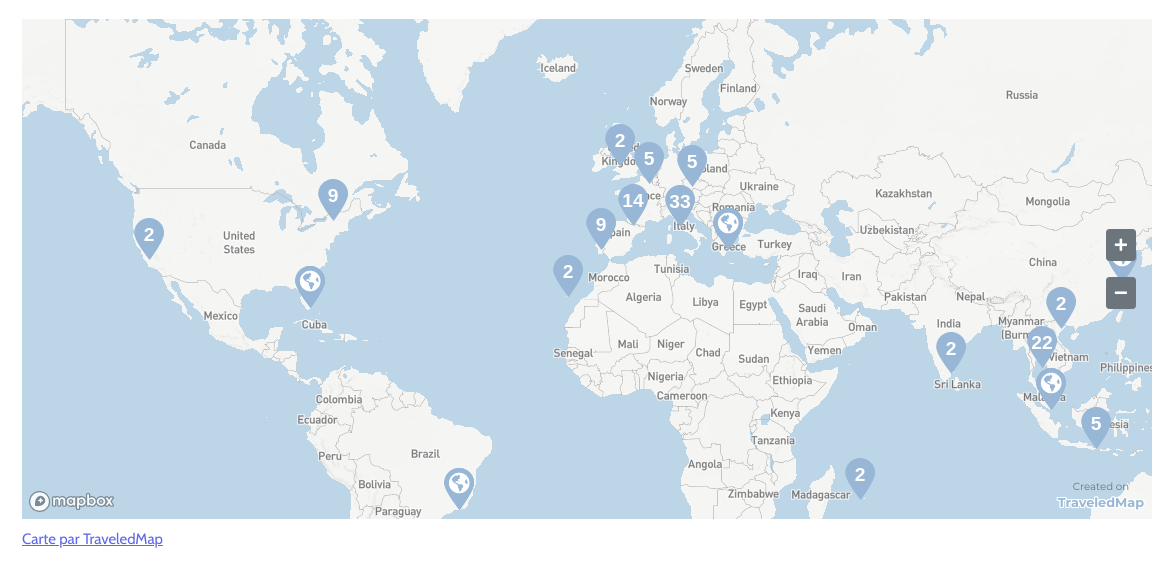 Iceland
Sweden
Finland
Norway
Russia
Canada
2
Kingdo
5
5
land
Ukraine
Kazakhstan
Mongolia
9
14
ce
33
Romania
2
United
States
9
pain
Italy
Greece
Turkey
Uzbekistan
+
China
2
Morocco
Tunisia
Iraq
Iran
−
Mexico
Cuba
Algeria
Libya
Egypt
Saudi
Arabia
Pakistan
Nepal
2
Oman
India
Myanmar
(Burm
Senegal
Mali
Niger
Chad
Sudan
Yemen
2
22
Vietnam
Nigeria
Ethiopia
Sri Lanka
Philippines
Colombia
Cameroon
Kenya
Ecuador
5
esia
Peru
Brazil
Tanzania
Angola
Bolivia
Zimbabwe
Madagascar
2
Paraguay
mapbox
Created on
TraveledMap
Carte par TraveledMap